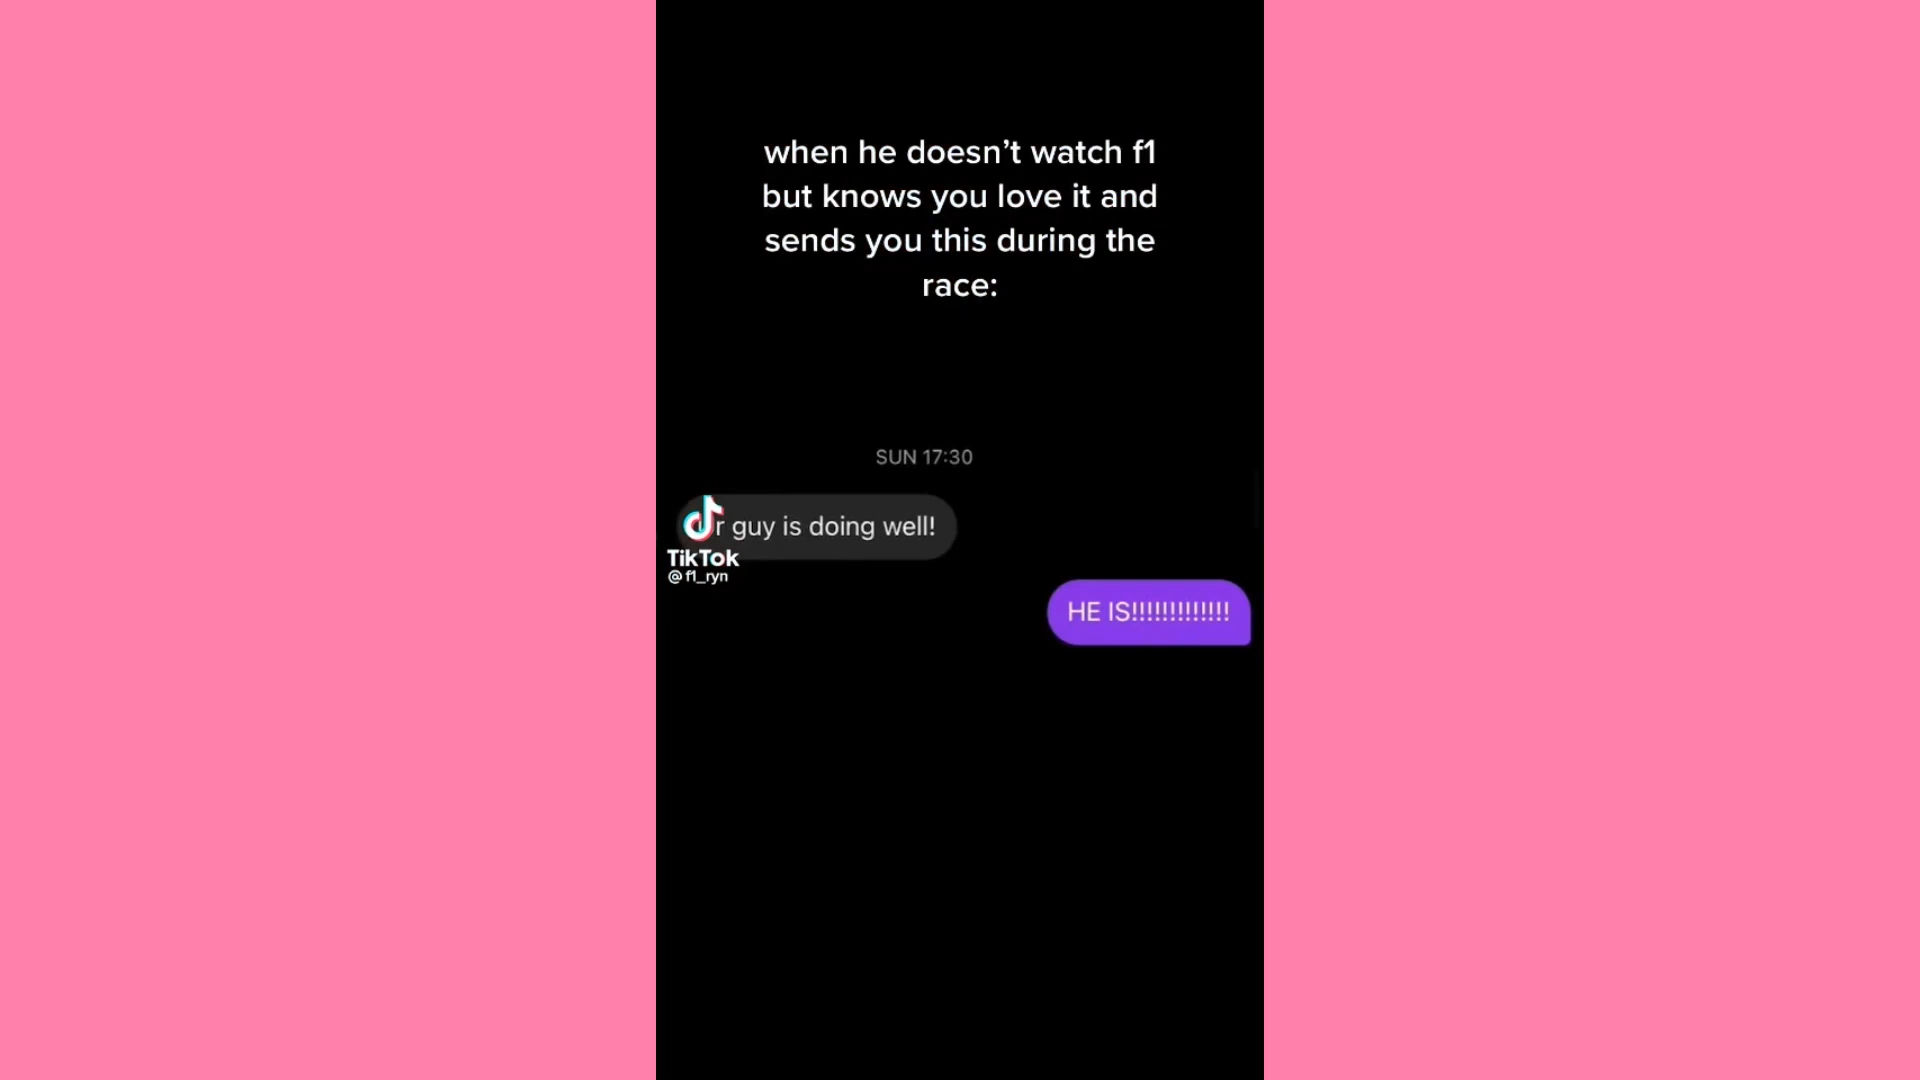 when he doesn’t watch f1
but knows you love it and
sends you this during the
race:
SUN 17:30
r guy is doing well!
TikTok
@f1_ryn
HE IS!!!!!!!!!!!!!